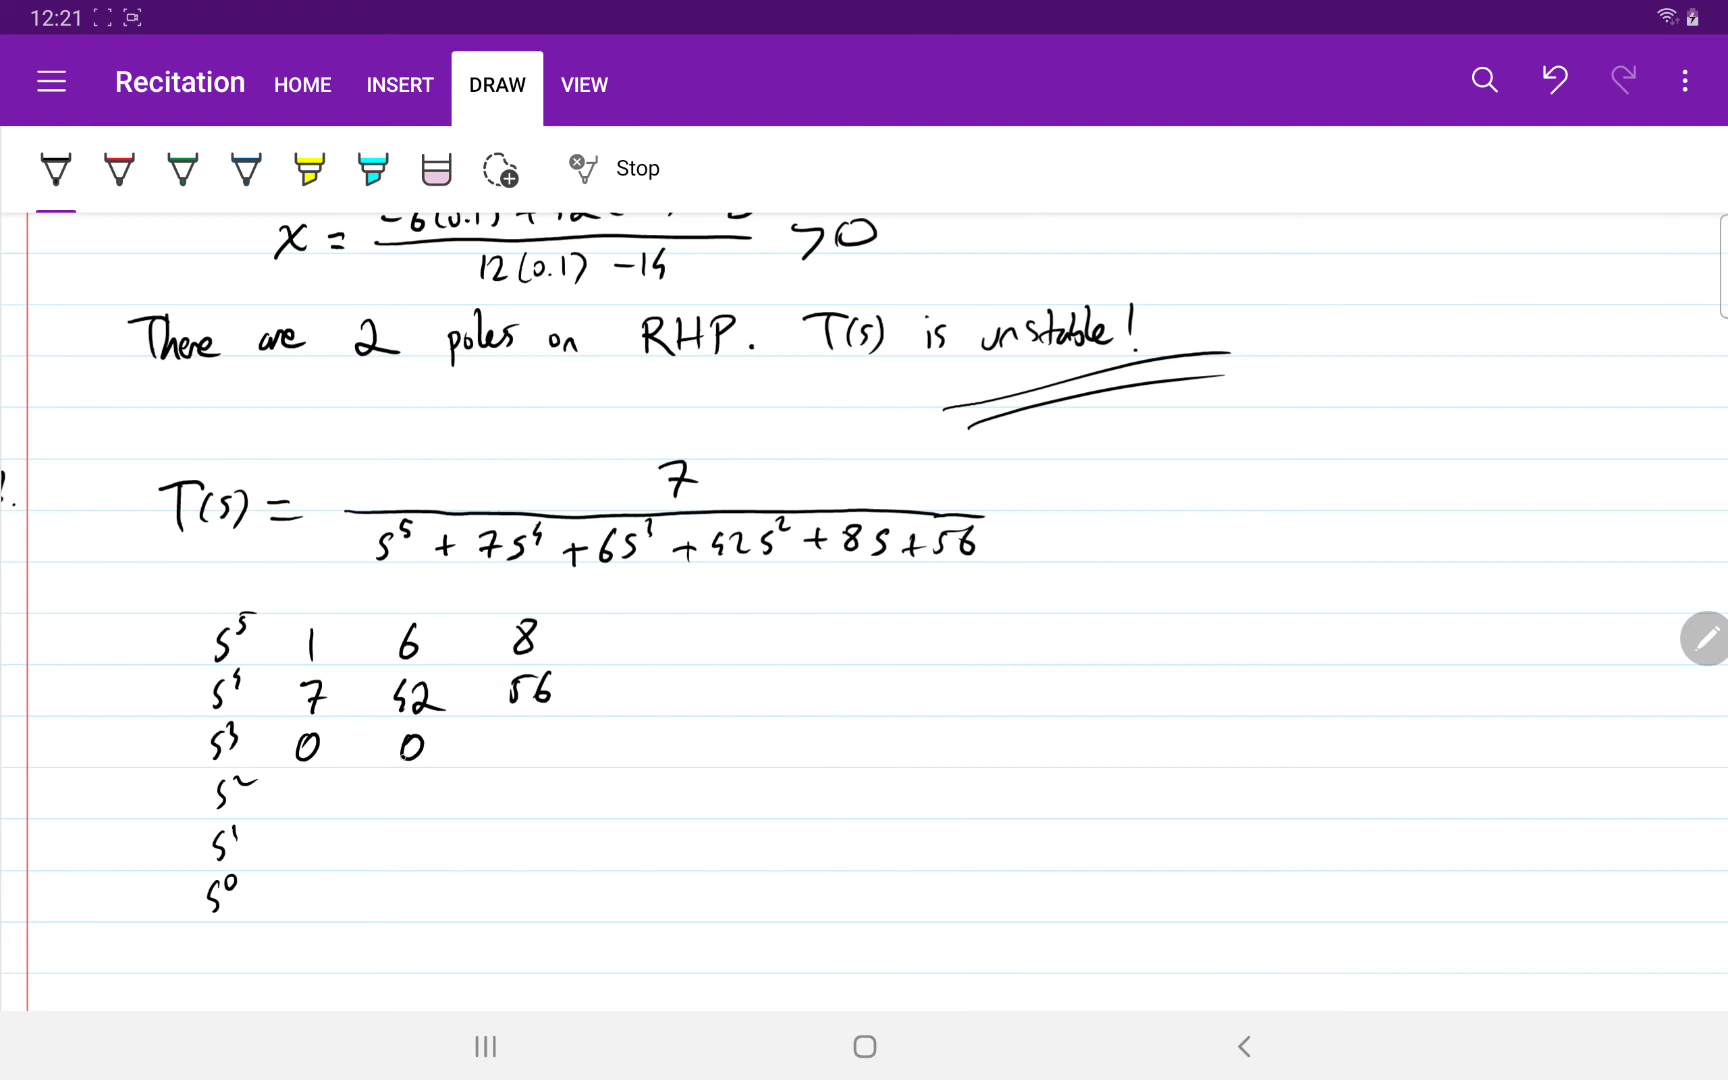 12:21
Recitation HOME INSERT DRAW VIEW
Stop
x = / 12(0.1) - 14 > 0
There are 2 poles on RHP. T(s) is unstable!
T(s) = 7 / s⁵ + 7s⁴ + 6s³ + 42s² + 8s + 56
s⁵ 1 6 8
s⁴ 7 42 56
s³ 0 0
s²
s¹
s⁰